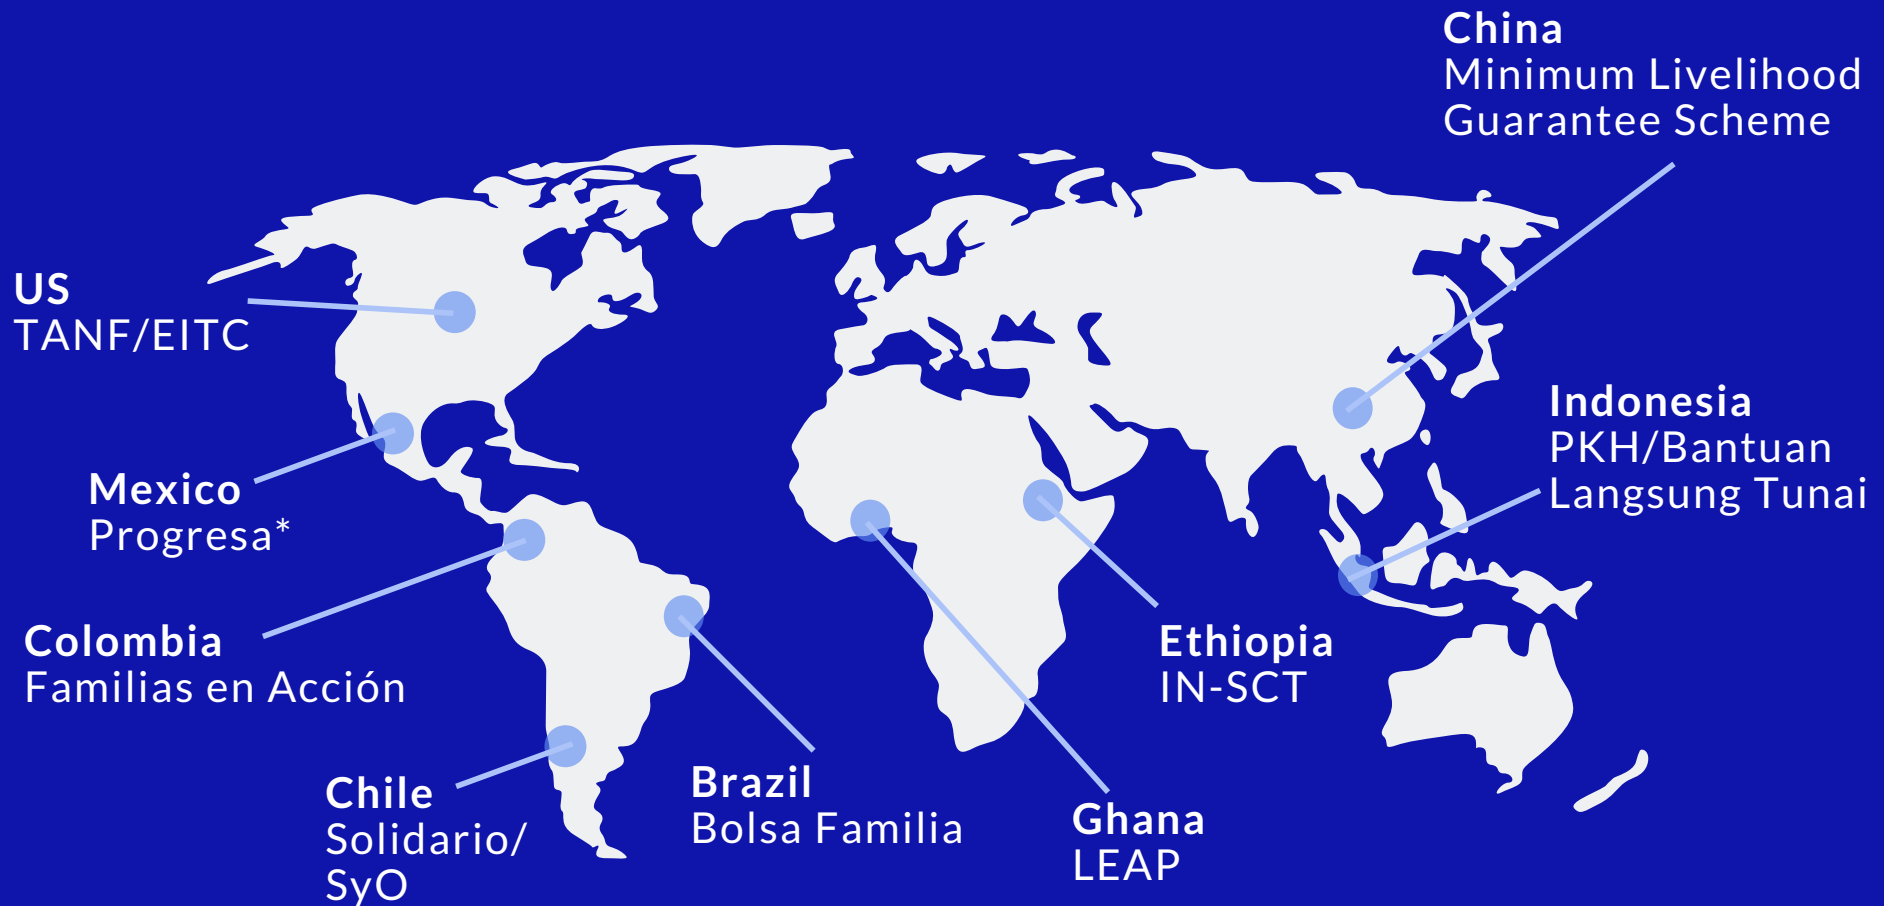 China
Minimum Livelihood
Guarantee Scheme
US
TANF/EITC
Indonesia
PKH/Bantuan
Langsung Tunai
Mexico
Progresa*
Colombia
Familias en Acción
Ethiopia
IN-SCT
Chile
Solidario/
SyO
Brazil
Bolsa Familia
Ghana
LEAP